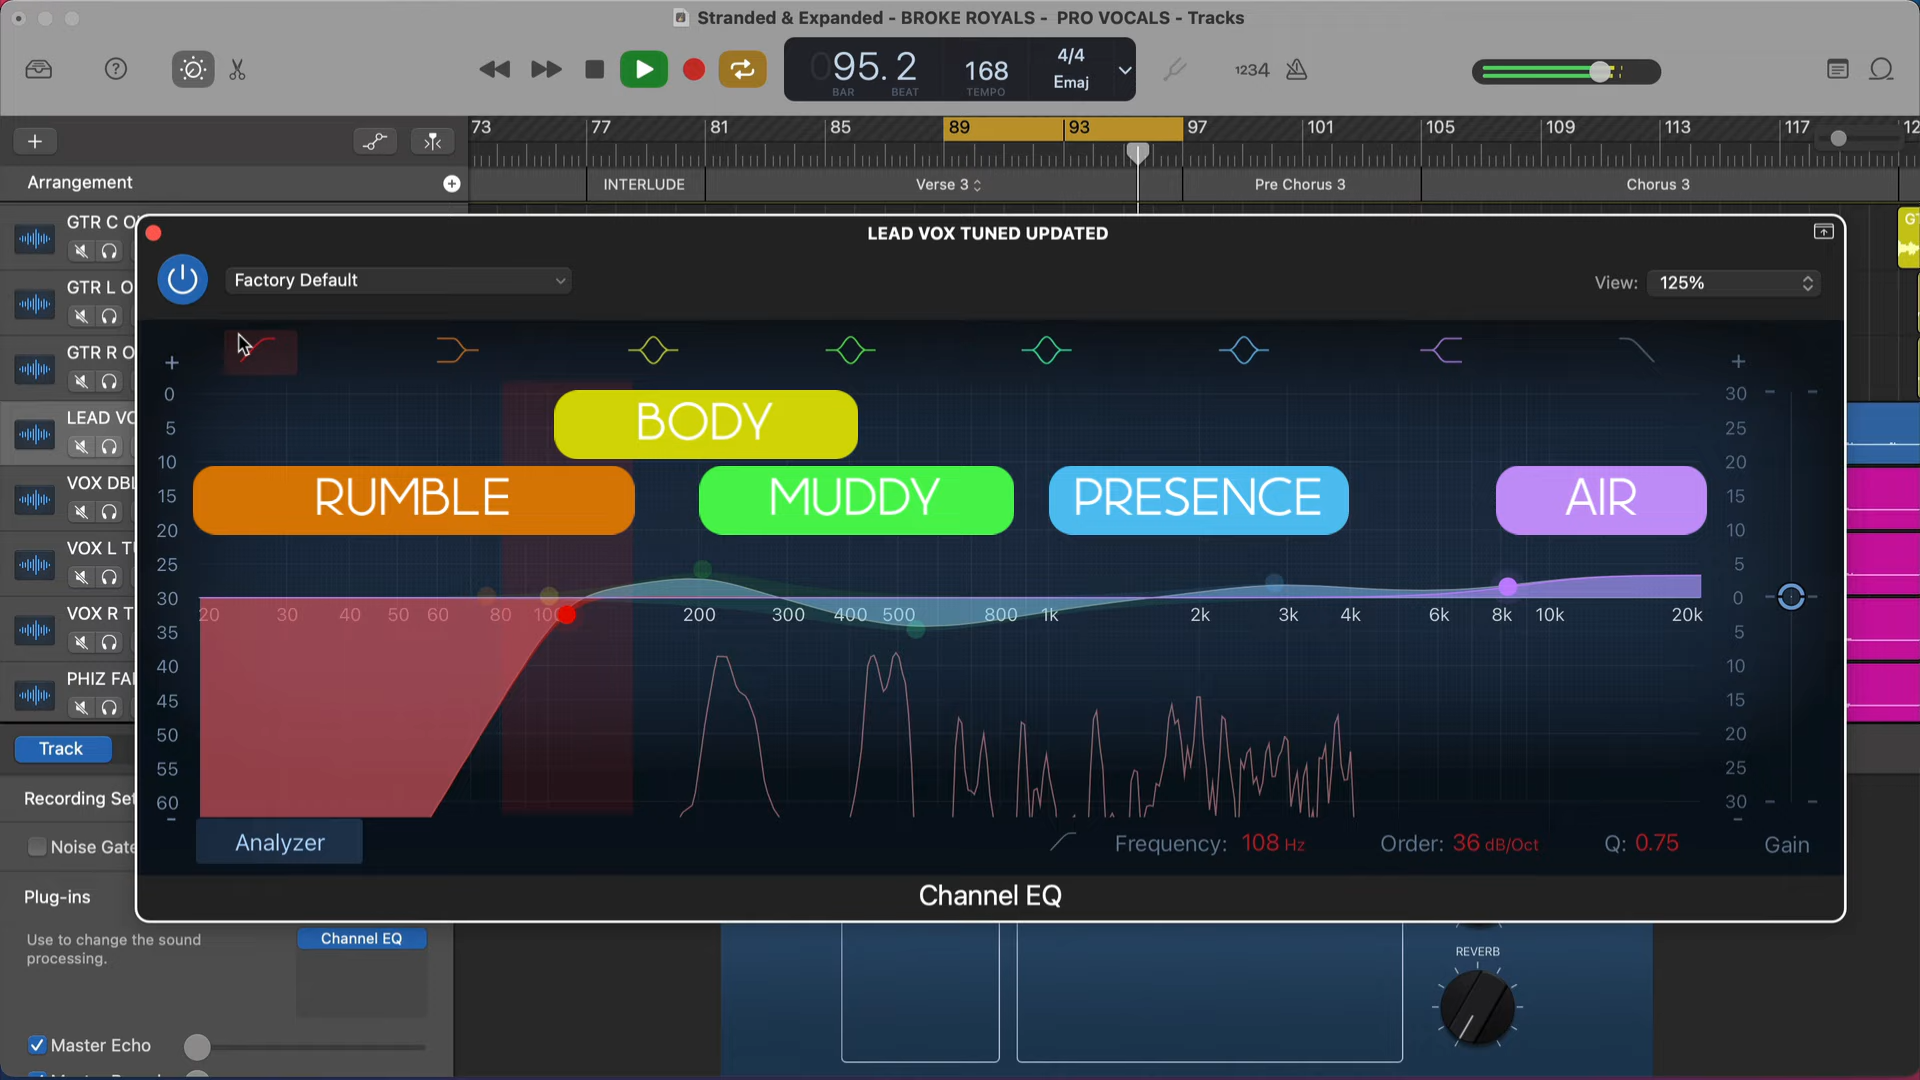 Stranded & Expanded - BROKE ROYALS - PRO VOCALS - Tracks
095.2
BAR BEAT
168
TEMPO
4/4
Emaj
1234
73 77 81 85 89 93 97 101 105 109 113 117 12
Arrangement
INTERLUDE Verse 3 Pre Chorus 3 Chorus 3
GTR C O
GTR L O
GTR R O
LEAD VO
VOX DBL
VOX L T
VOX R T
PHIZ FA
LEAD VOX TUNED UPDATED
Factory Default
View: 125%
+ +
0 30
5 25
10 20
15 15
20 10
25 5
30 0
35 5
40 10
45 15
50 20
55 25
60 30
- -
BODY
RUMBLE MUDDY PRESENCE AIR
20 30 40 50 60 80 100 200 300 400 500 800 1k 2k 3k 4k 6k 8k 10k 20k
Analyzer
Frequency: 108 Hz Order: 36 dB/Oct Q: 0.75 Gain
Channel EQ
Track
Recording Set
Noise Gate
Plug-ins
Use to change the sound
processing.
Channel EQ
Master Echo
REVERB